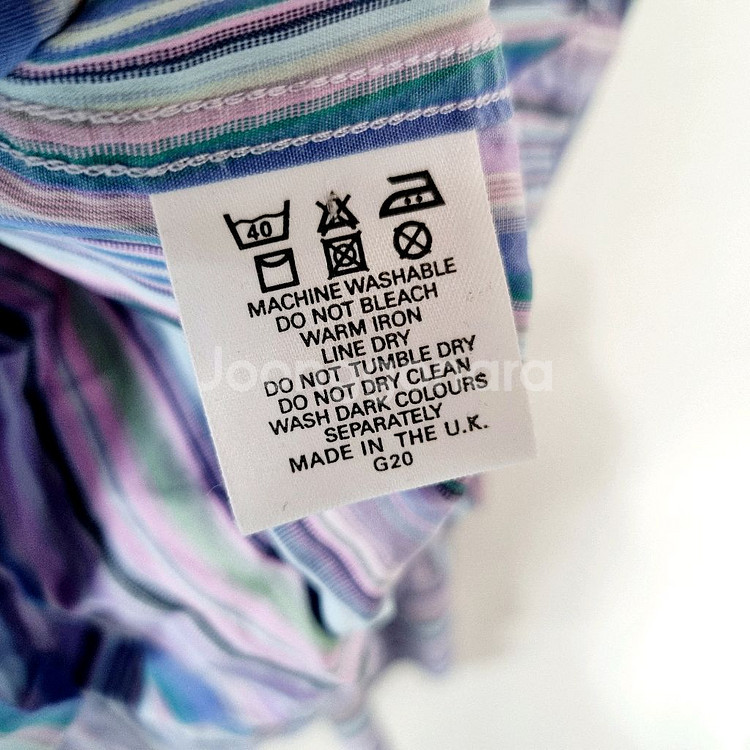 40
MACHINE WASHABLE
DO NOT BLEACH
WARM IRON
LINE DRY
DO NOT TUMBLE DRY
DO NOT DRY CLEAN
WASH DARK COLOURS
SEPARATELY
MADE IN THE U.K.
G20